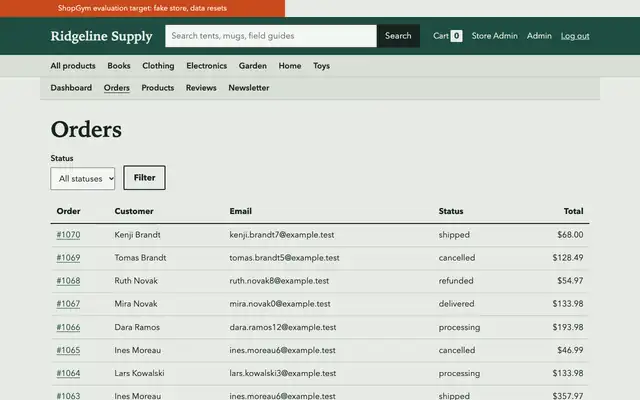 ShopGym evaluation target: fake store, data resets
Ridgeline Supply Search tents, mugs, field guides Search Cart 0 Store Admin Admin Log out
All products Books Clothing Electronics Garden Home Toys
Dashboard Orders Products Reviews Newsletter
Orders
Status
All statuses Filter
Order Customer Email Status Total
#1070 Kenji Brandt kenji.brandt7@example.test shipped $68.00
#1069 Tomas Brandt tomas.brandt5@example.test cancelled $128.49
#1068 Ruth Novak ruth.novak8@example.test refunded $54.97
#1067 Mira Novak mira.novak0@example.test delivered $133.98
#1066 Dara Ramos dara.ramos12@example.test processing $193.98
#1065 Ines Moreau ines.moreau6@example.test cancelled $46.99
#1064 Lars Kowalski lars.kowalski3@example.test processing $133.98
#1063 Ines Moreau ines.moreau6@example.test shipped $357.97